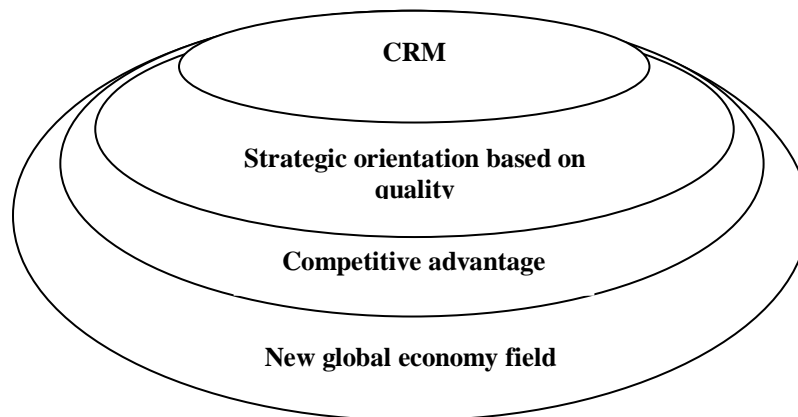 CRM
Strategic orientation based on
quality
Competitive advantage
New global economy field